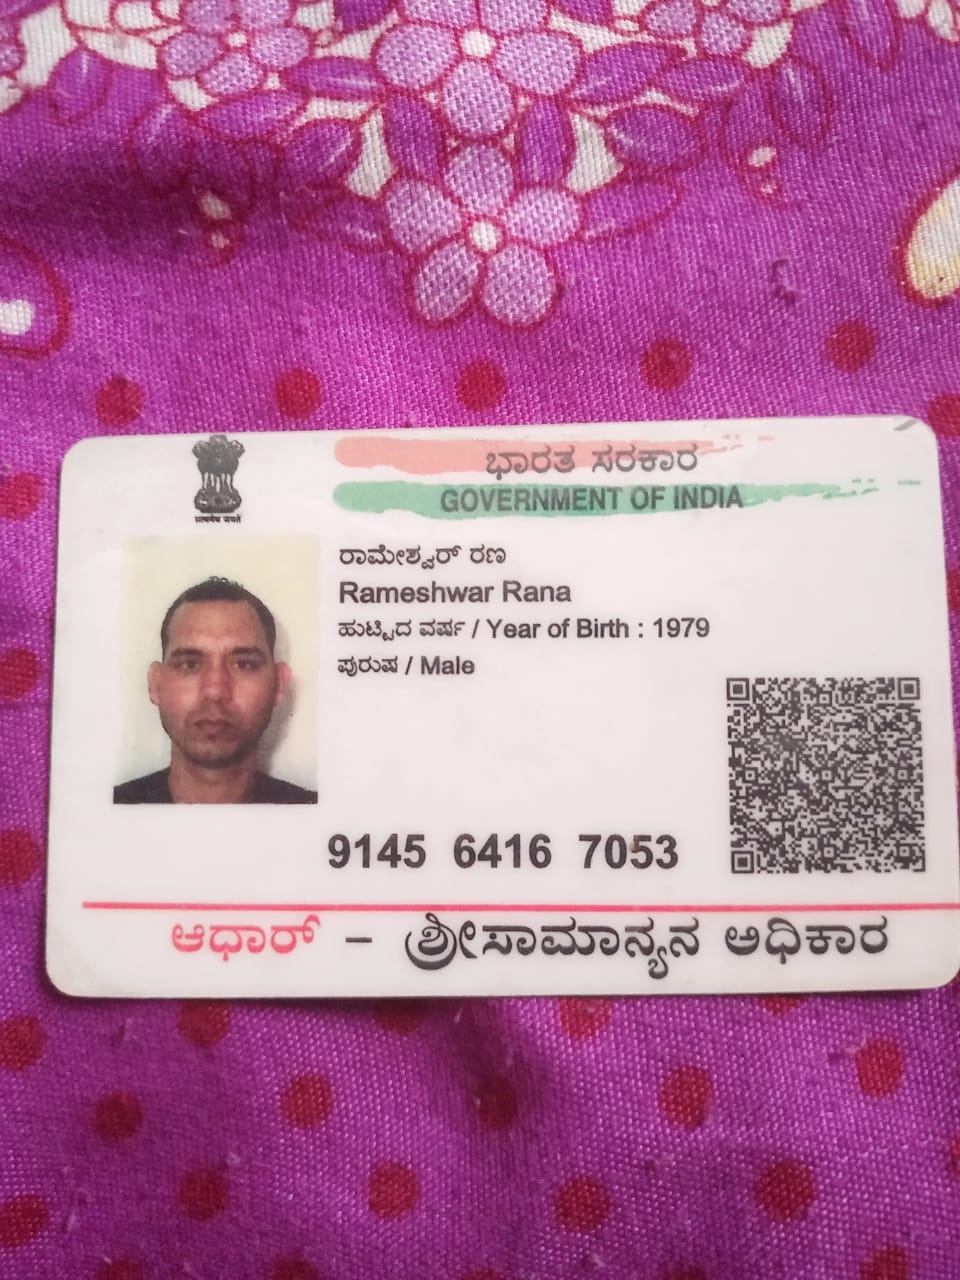 ಭಾರತ ಸರಕಾರ
GOVERNMENT OF INDIA
सत्यमेव जयते
ರಾಮೇಶ್ವರ್ ರಣ
Rameshwar Rana
ಹುಟ್ಟಿದ ವರ್ಷ / Year of Birth : 1979
ಪುರುಷ / Male
9145 6416 7053
ಆಧಾರ್ – ಶ್ರೀಸಾಮಾನ್ಯನ ಅಧಿಕಾರ